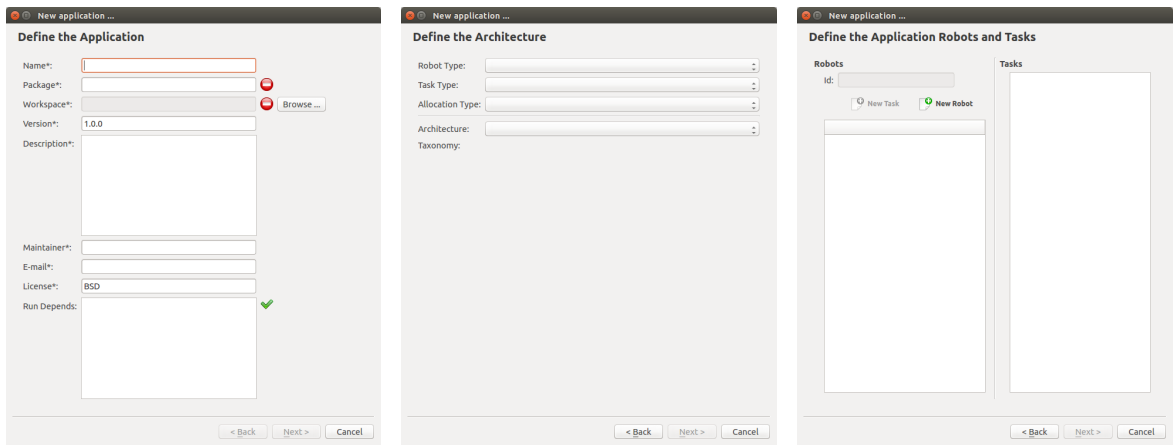 New application ...
Define the Application
Name*:
Package*:
Workspace*:
Browse ...
Version*:
1.0.0
Description*:
Maintainer*:
E-mail*:
License*:
BSD
Run Depends:
< Back
Next >
Cancel
New application ...
Define the Architecture
Robot Type:
Task Type:
Allocation Type:
Architecture:
Taxonomy:
< Back
Next >
Cancel
New application ...
Define the Application Robots and Tasks
Robots
Id:
New Task
New Robot
Tasks
< Back
Next >
Cancel